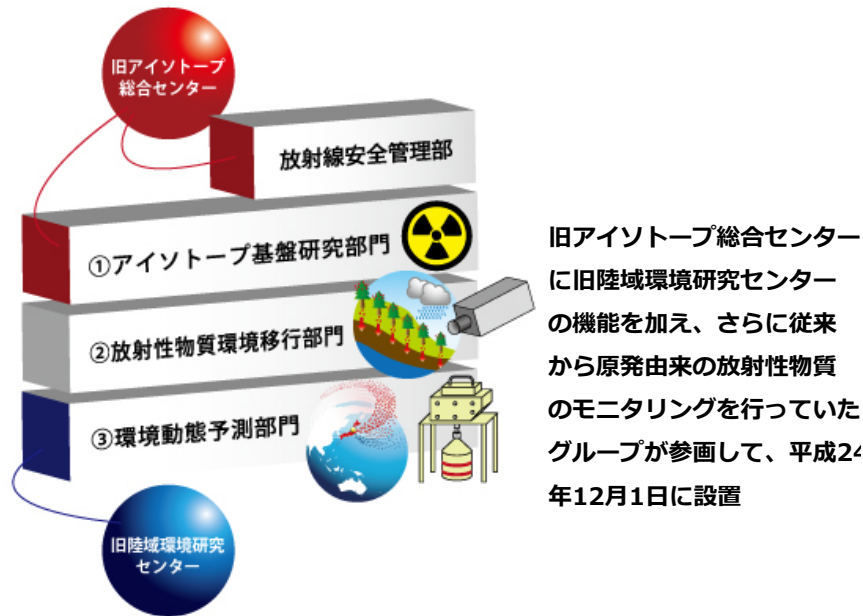 旧アイソトープ
総合センター
放射線安全管理部
①アイソトープ基盤研究部門
②放射性物質環境移行部門
③環境動態予測部門
旧陸域環境研究
センター
旧アイソトープ総合センター
に旧陸域環境研究センター
の機能を加え、さらに従来
から原発由来の放射性物質
のモニタリングを行っていた
グループが参画して、平成24
年12月1日に設置